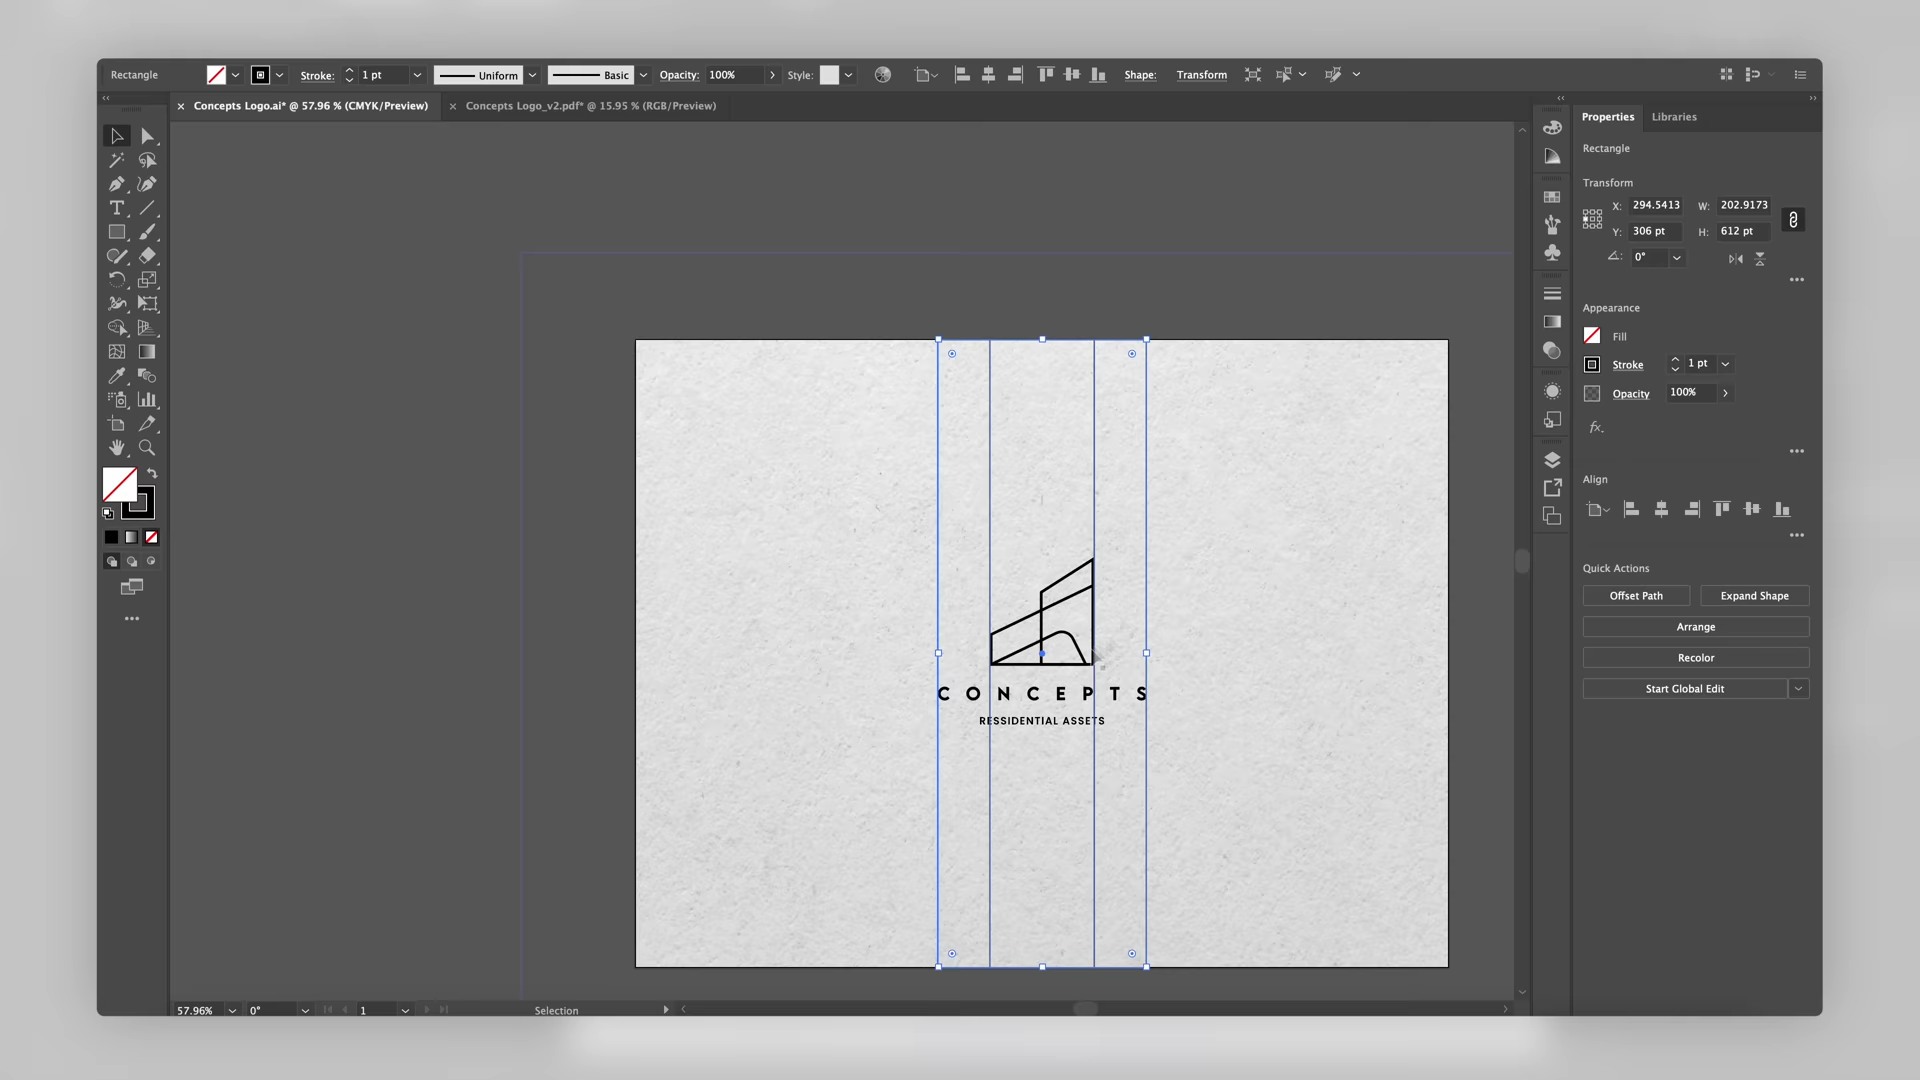 Rectangle
Stroke: 1 pt Uniform Basic Opacity: 100% Style: Shape: Transform
Concepts Logo.ai* @ 57.96 % (CMYK/Preview) Concepts Logo_v2.pdf* @ 15.95 % (RGB/Preview)
Properties Libraries
Rectangle
Transform
X: 294.5413 W: 202.9173
Y: 306 pt H: 612 pt
0°
Appearance
Fill
Stroke 1 pt
Opacity 100%
fx.
Align
Quick Actions
Offset Path Expand Shape
Arrange
Recolor
Start Global Edit
CONCEPTS
RESSIDENTIAL ASSETS
57.96% 0° 1 Selection